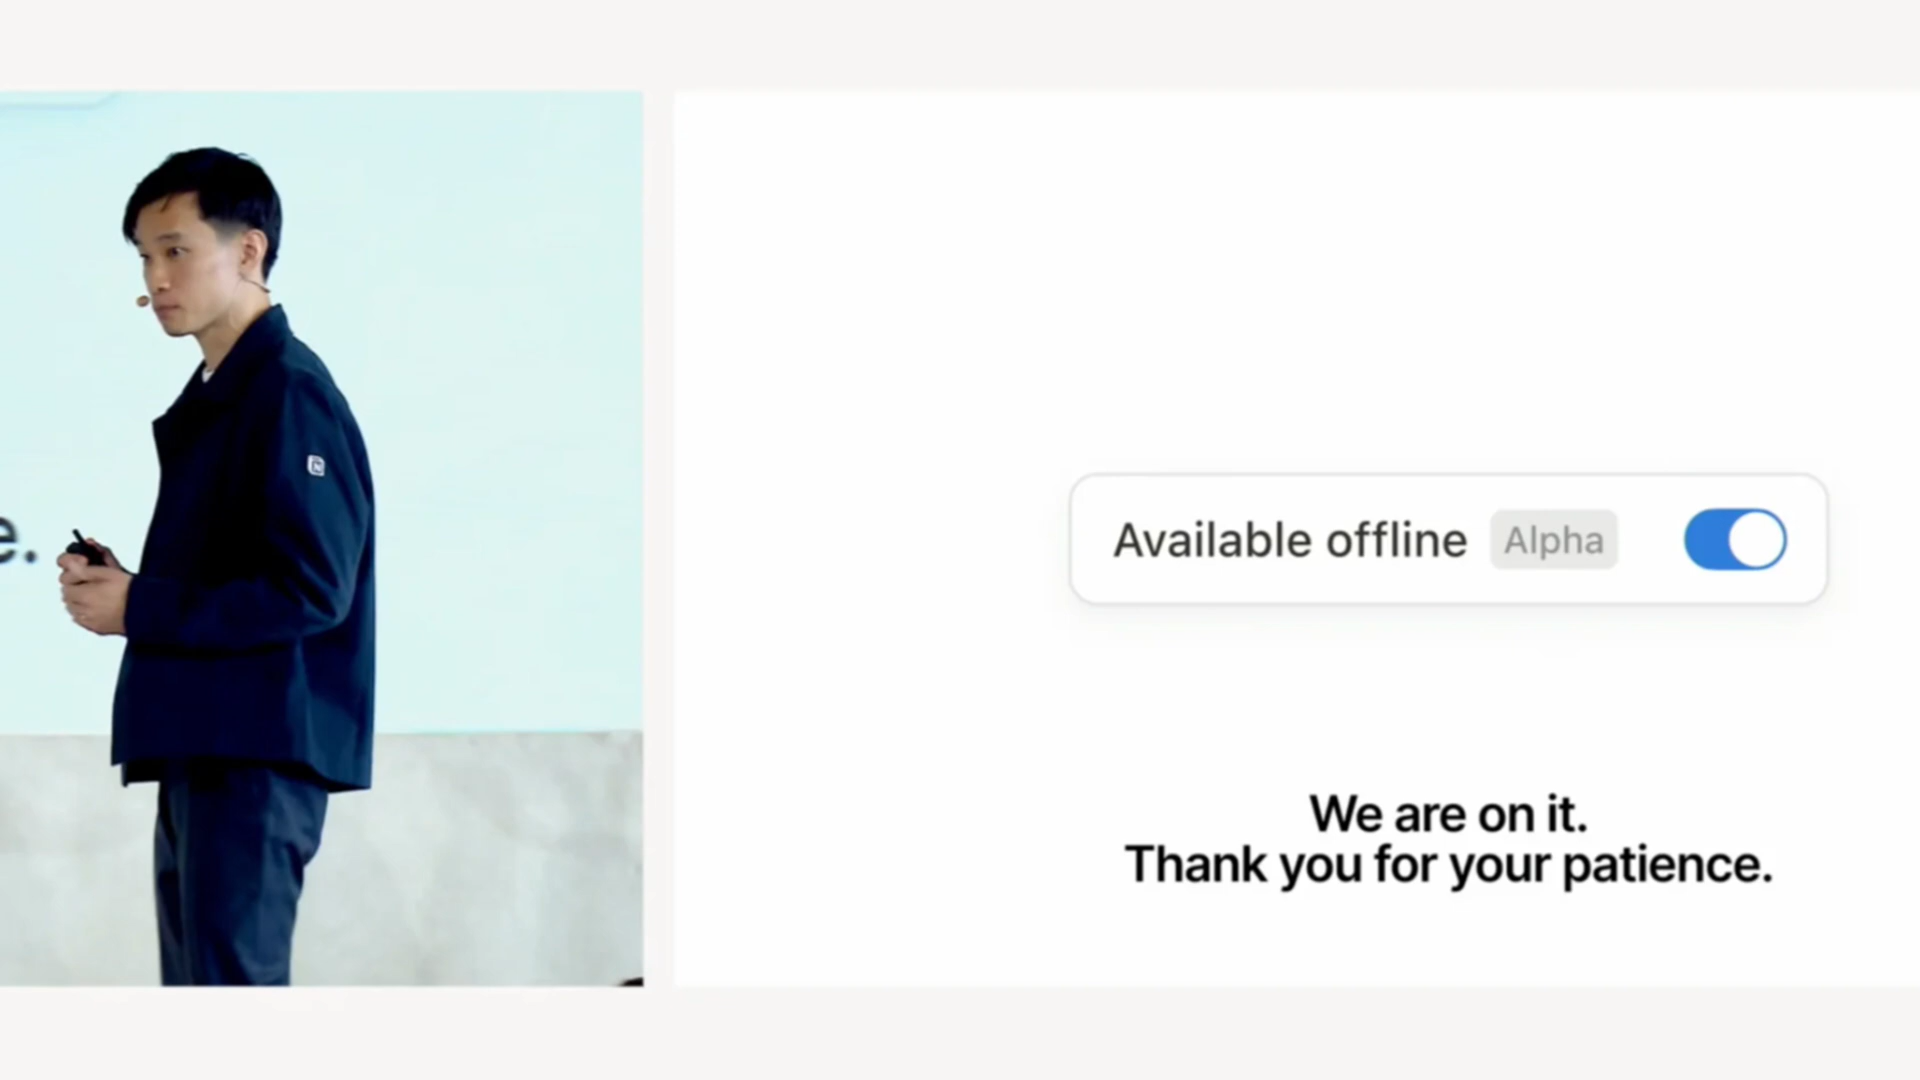 e.
Available offline Alpha
We are on it.
Thank you for your patience.